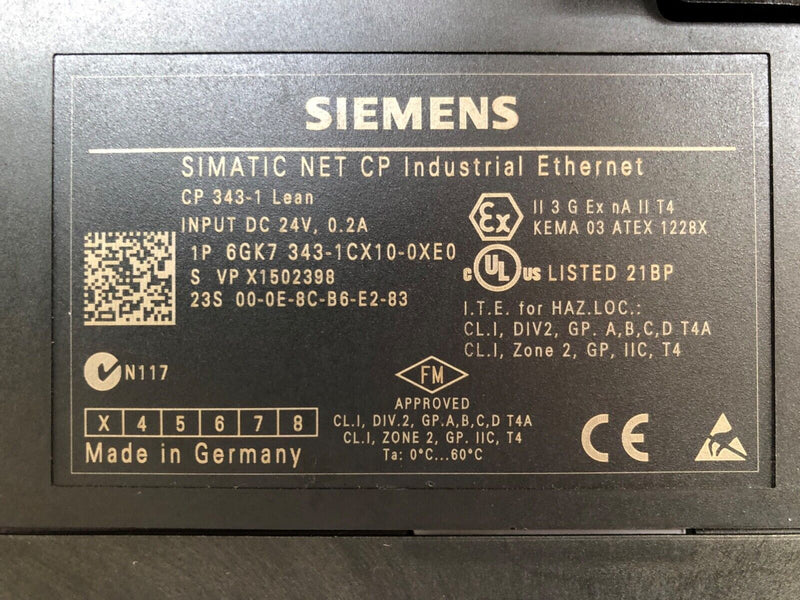 SIEMENS
SIMATIC NET CP Industrial Ethernet
CP 343-1 Lean
INPUT DC 24V, 0.2A
1P 6GK7 343-1CX10-0XE0
S VP X1502398
23S 00-0E-8C-B6-E2-83
Ex
II 3 G Ex nA II T4
KEMA 03 ATEX 1228X
c UL us LISTED 21BP
I.T.E. for HAZ.LOC.:
CL.I, DIV2, GP. A,B,C,D T4A
CL.I, Zone 2, GP, IIC, T4
N117
FM
APPROVED
CL.I, DIV.2, GP.A,B,C,D T4A
CL.I, ZONE 2, GP. IIC, T4
Ta: 0°C...60°C
X 4 5 6 7 8
Made in Germany
CE